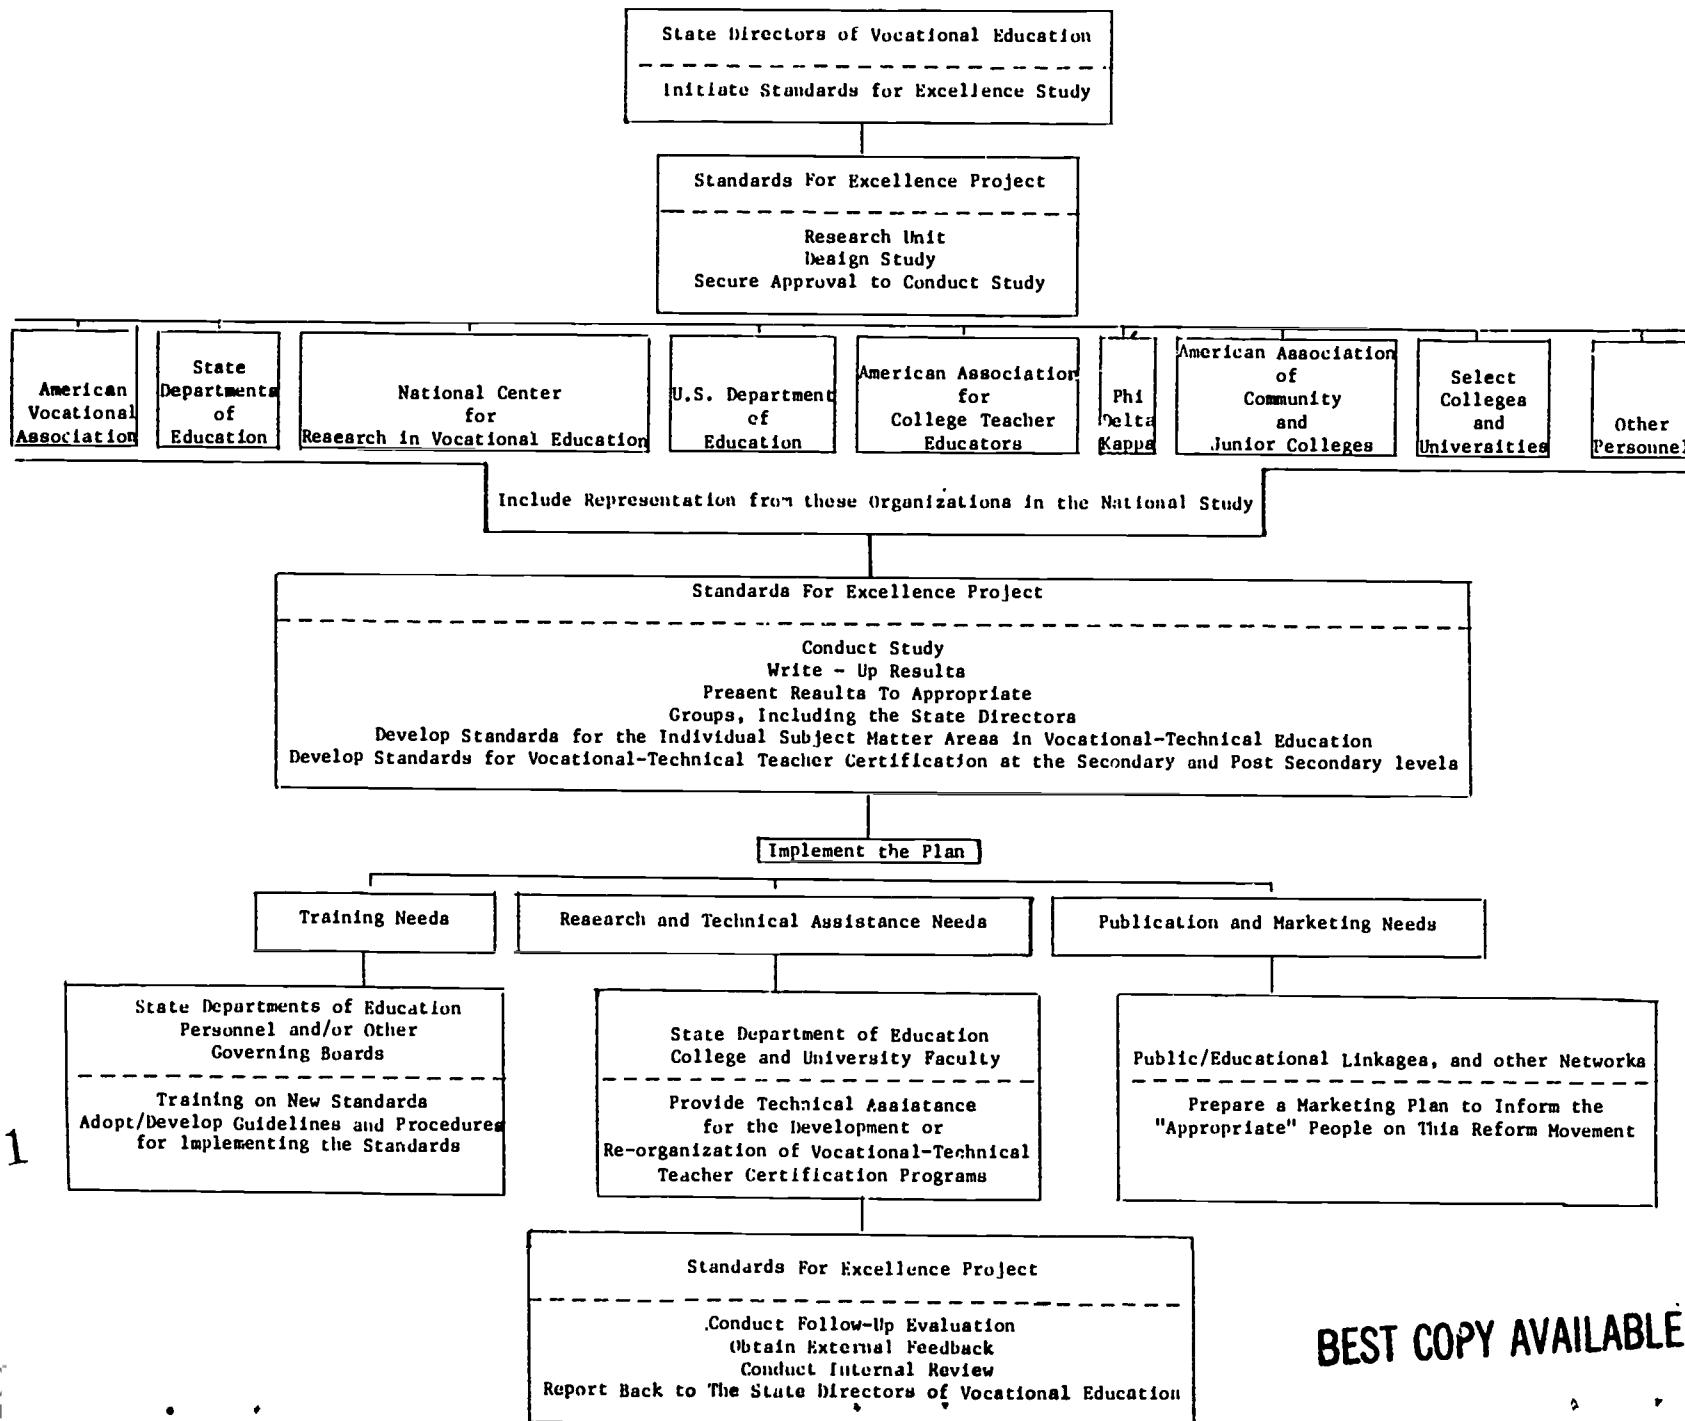 State Directors of Vocational Education
Initiate Standards for Excellence Study
Standards For Excellence Project
Research Unit
Design Study
Secure Approval to Conduct Study
American
Vocational
Association
State
Departments
of
Education
National Center
for
Research in Vocational Education
U.S. Department
of
Education
American Association
for
College Teacher
Educators
Phi
Delta
Kappa
American Association
of
Community
and
Junior Colleges
Select
Colleges
and
Universities
Other
Personnel
Include Representation from these Organizations in the National Study
Standards For Excellence Project
Conduct Study
Write - Up Results
Present Results To Appropriate
Groups, Including the State Directors
Develop Standards for the Individual Subject Matter Areas in Vocational-Technical Education
Develop Standards for Vocational-Technical Teacher Certification at the Secondary and Post Secondary levels
Implement the Plan
Training Needs
Research and Technical Assistance Needs
Publication and Marketing Needs
State Departments of Education
Personnel and/or Other
Governing Boards
Training on New Standards
Adopt/Develop Guidelines and Procedures
for Implementing the Standards
State Department of Education
College and University Faculty
Provide Technical Assistance
for the Development or
Re-organization of Vocational-Technical
Teacher Certification Programs
Public/Educational Linkages, and other Networks
Prepare a Marketing Plan to Inform the
"Appropriate" People on This Reform Movement
1
Standards For Excellence Project
Conduct Follow-Up Evaluation
Obtain External Feedback
Conduct Internal Review
Report Back to The State Directors of Vocational Education
BEST COPY AVAILABLE